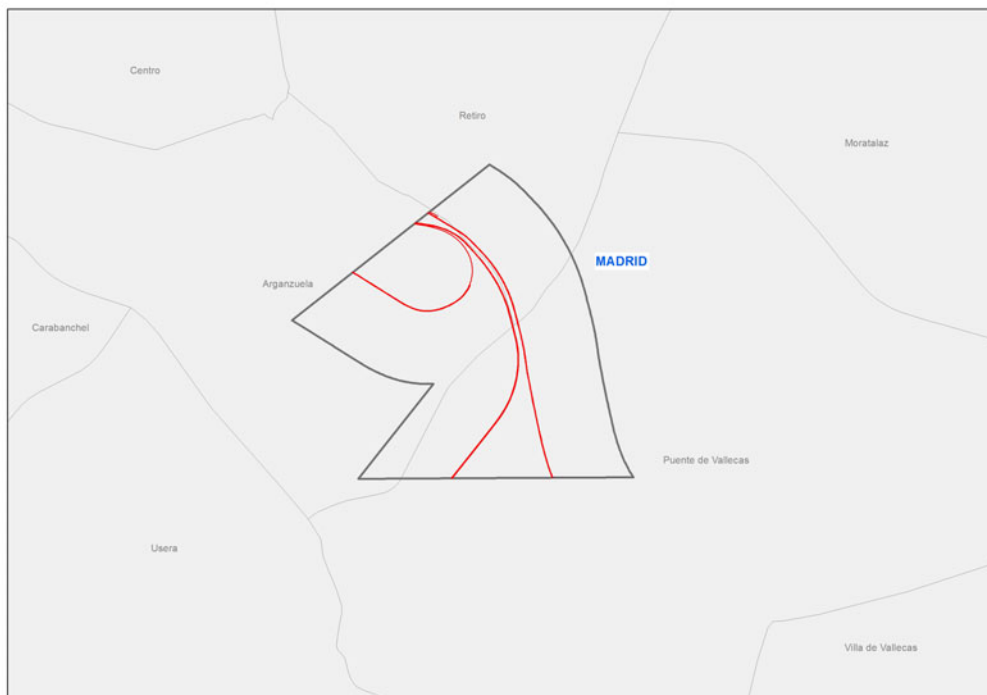 Centro
Retiro
Moratalaz
MADRID
Arganzuela
Carabanchel
Puente de Vallecas
Usera
Villa de Vallecas